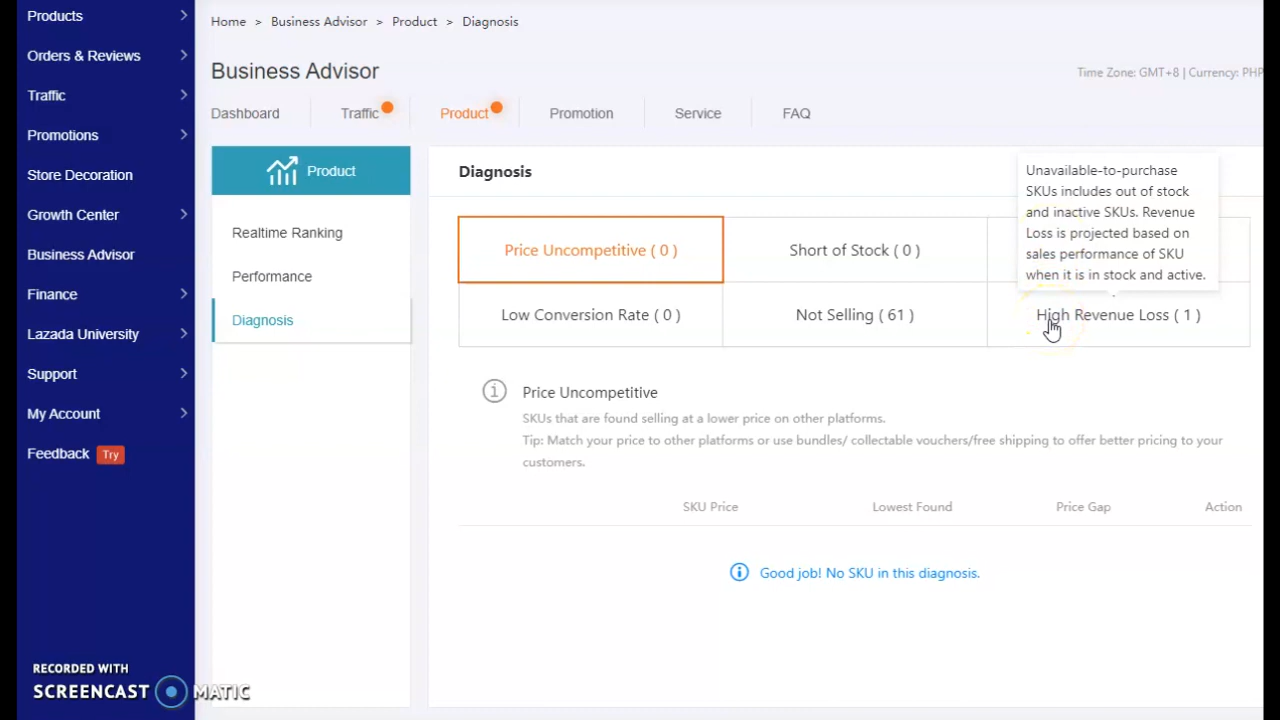 Products
Orders & Reviews
Traffic
Promotions
Store Decoration
Growth Center
Business Advisor
Finance
Lazada University
Support
My Account
Feedback Try
Home > Business Advisor > Product > Diagnosis
Business Advisor
Time Zone: GMT+8 | Currency: PHP
Dashboard Traffic Product Promotion Service FAQ
Product
Realtime Ranking
Performance
Diagnosis
Diagnosis
Unavailable-to-purchase
SKUs includes out of stock
and inactive SKUs. Revenue
Loss is projected based on
sales performance of SKU
when it is in stock and active.
Price Uncompetitive ( 0 ) Short of Stock ( 0 )
Low Conversion Rate ( 0 ) Not Selling ( 61 ) High Revenue Loss ( 1 )
Price Uncompetitive
SKUs that are found selling at a lower price on other platforms.
Tip: Match your price to other platforms or use bundles/ collectable vouchers/free shipping to offer better pricing to your
customers.
SKU Price Lowest Found Price Gap Action
Good job! No SKU in this diagnosis.
RECORDED WITH
SCREENCAST MATIC